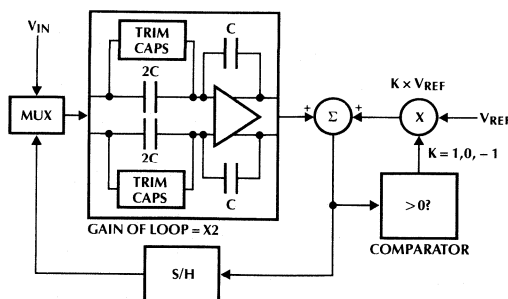 VIN
MUX
TRIM
CAPS
2C
2C
TRIM
CAPS
C
C
GAIN OF LOOP = X2
+
Σ
+
K × VREF
X
VREF
K = 1, 0, − 1
> 0?
COMPARATOR
S/H